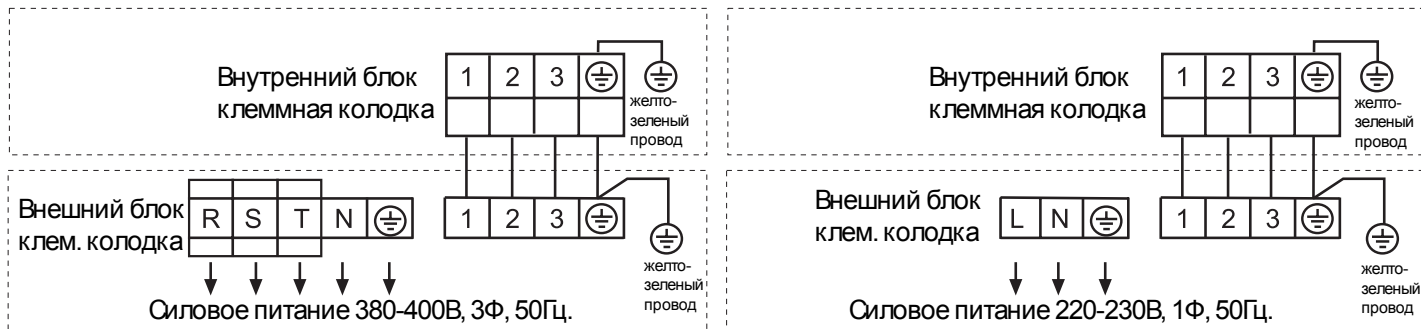 Внутренний блок
клеммная колодка
1 2 3
желто-
зеленый
провод
Внешний блок
клем. колодка
R S T N
1 2 3
желто-
зеленый
провод
Силовое питание 380-400В, 3Ф, 50Гц.
Внутренний блок
клеммная колодка
1 2 3
желто-
зеленый
провод
Внешний блок
клем. колодка
L N
1 2 3
желто-
зеленый
провод
Силовое питание 220-230В, 1Ф, 50Гц.